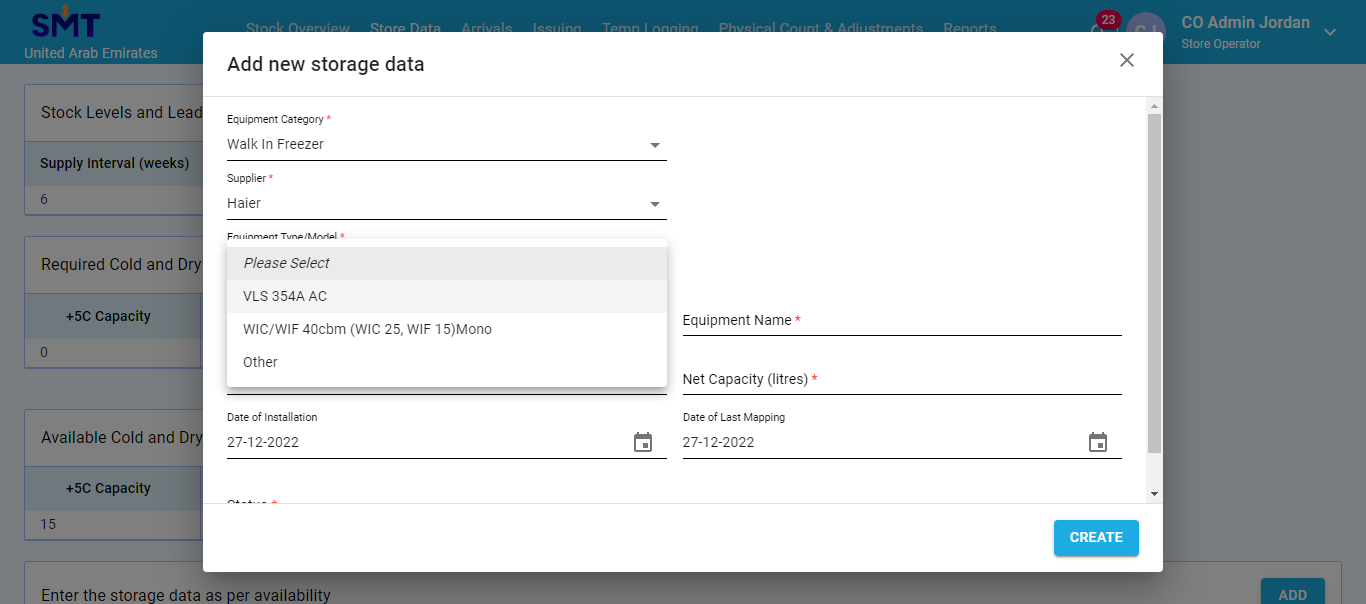 SMT
United Arab Emirates
Stock Overview Store Data Arrivals Issuing Temp Logging Physical Count & Adjustments Reports
23
CJ
CO Admin Jordan
Store Operator
Add new storage data
Stock Levels and Lead
Supply Interval (weeks)
6
Required Cold and Dry
+5C Capacity
0
Available Cold and Dry
+5C Capacity
15
Enter the storage data as per availability
ADD
Equipment Category *
Walk In Freezer
Supplier *
Haier
Equipment Type/Model *
Please Select
VLS 354A AC
WIC/WIF 40cbm (WIC 25, WIF 15)Mono
Other
Equipment Name *
Net Capacity (litres) *
Date of Installation
27-12-2022
Date of Last Mapping
27-12-2022
Status *
CREATE